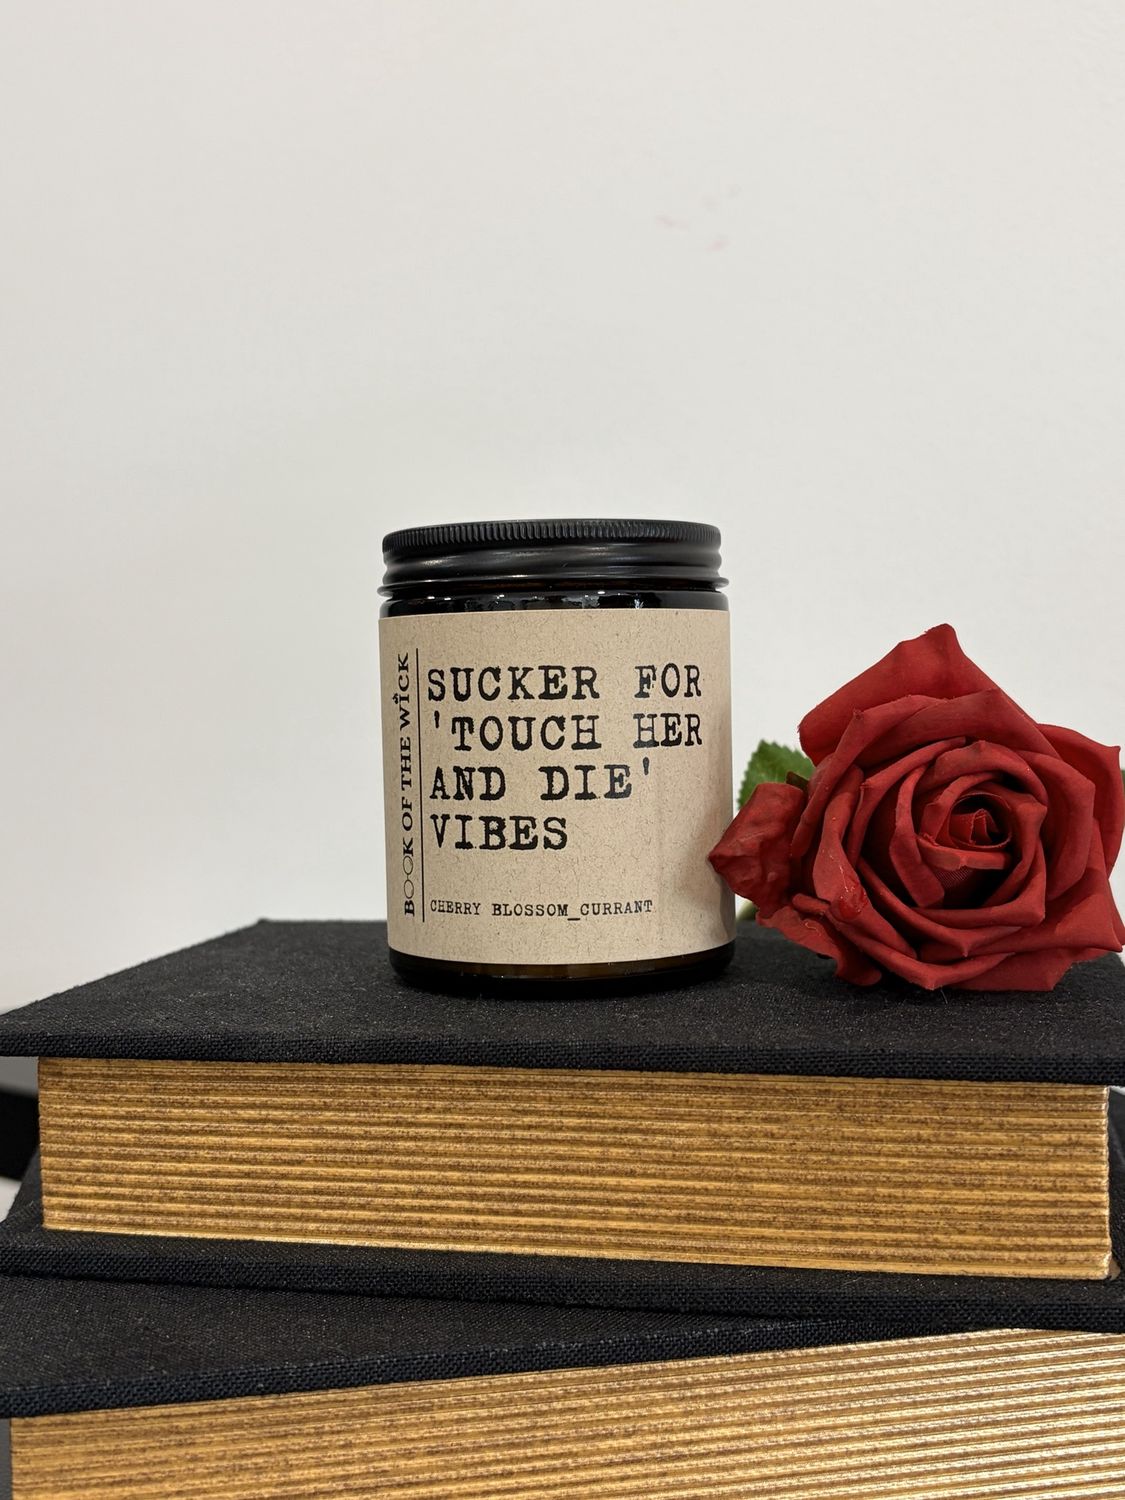 BOOK OF THE WICK
SUCKER FOR
'TOUCH HER
AND DIE'
VIBES
CHERRY BLOSSOM_CURRANT